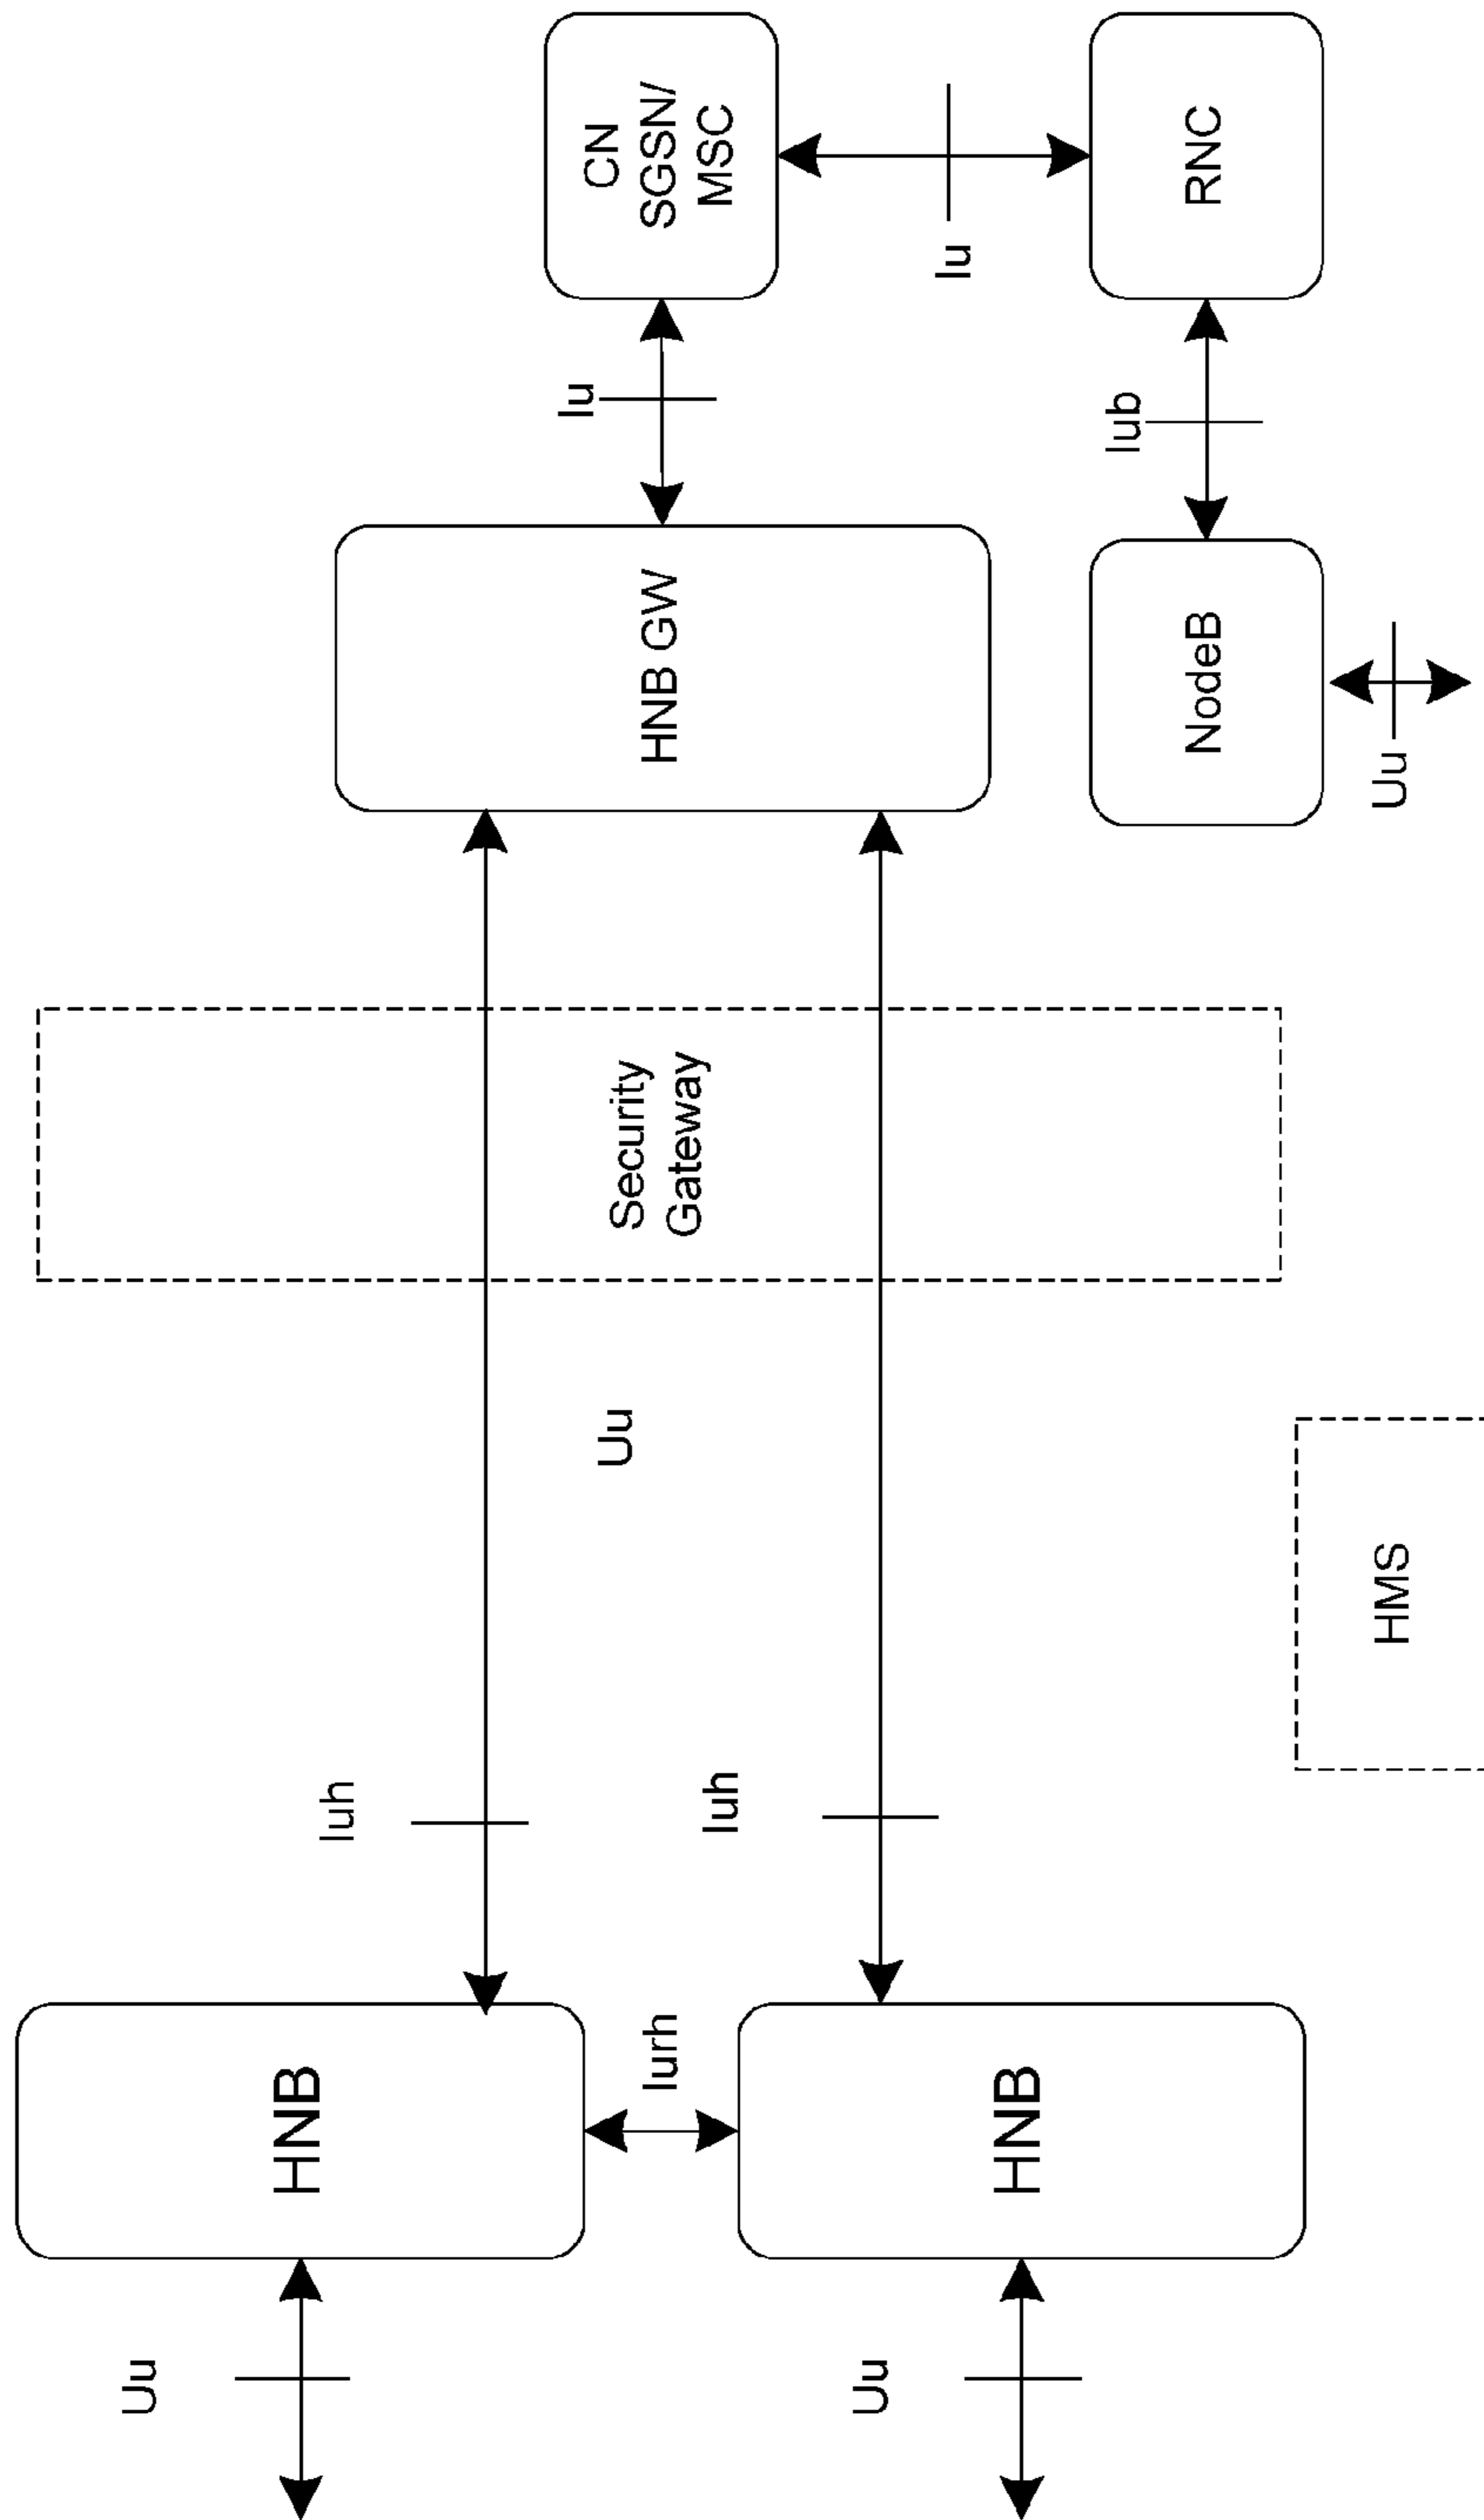 Uu
HNB
Iuh
Iu
CN
SGSN/
MSC
Uu
Security
Gateway
HNB GW
Iurh
Iuh
Uu
HNB
Iu
Iub
NodeB
RNC
HMS
Uu